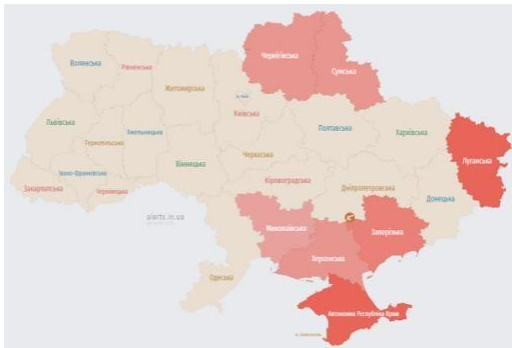 Чернігівська
Сумська
Волинська
Рівненська
Житомирська
м. Київ
Київська
Львівська
Тернопільська
Хмельницька
Полтавська
Харківська
Луганська
Вінницька
Черкаська
Івано-Франківська
Закарпатська
Чернівецька
Кіровоградська
Дніпропетровська
Донецька
alerts.in.ua
Миколаївська
Запорізька
Херсонська
Одеська
Автономна Республіка Крим